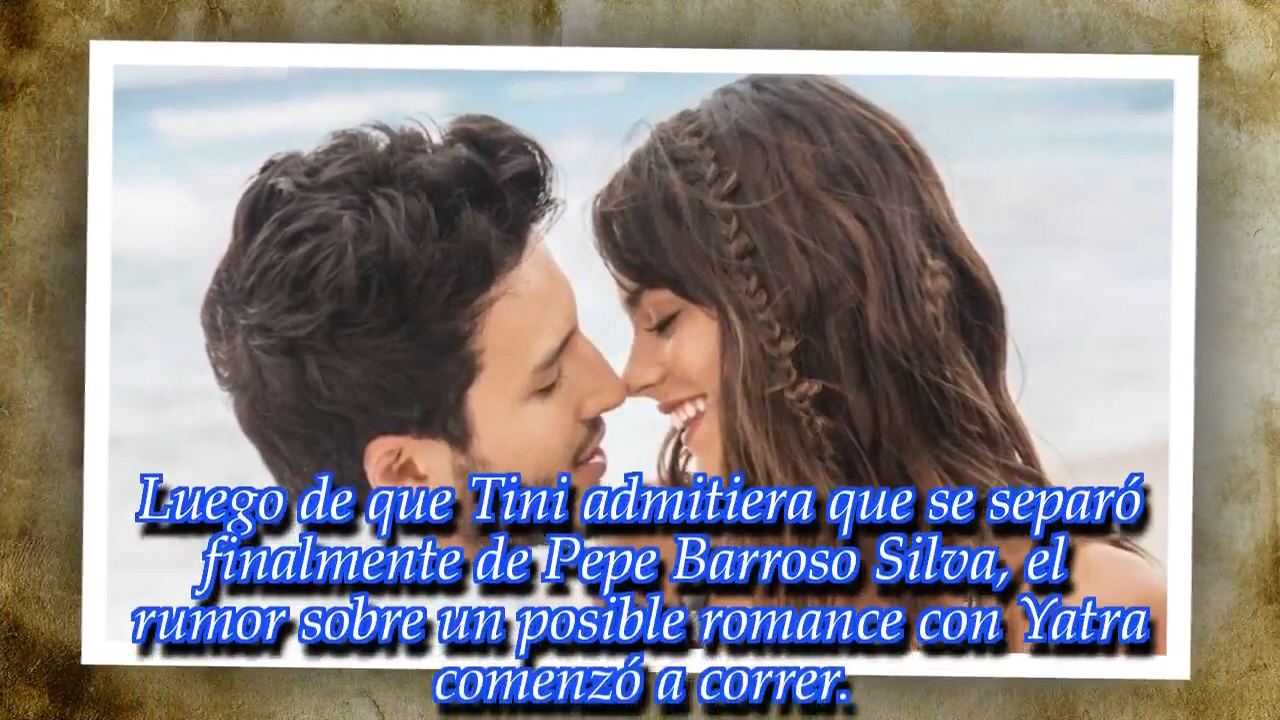 Luego de que Tini admitiera que se separó
finalmente de Pepe Barroso Silva, el
rumor sobre un posible romance con Yatra
comenzó a correr.